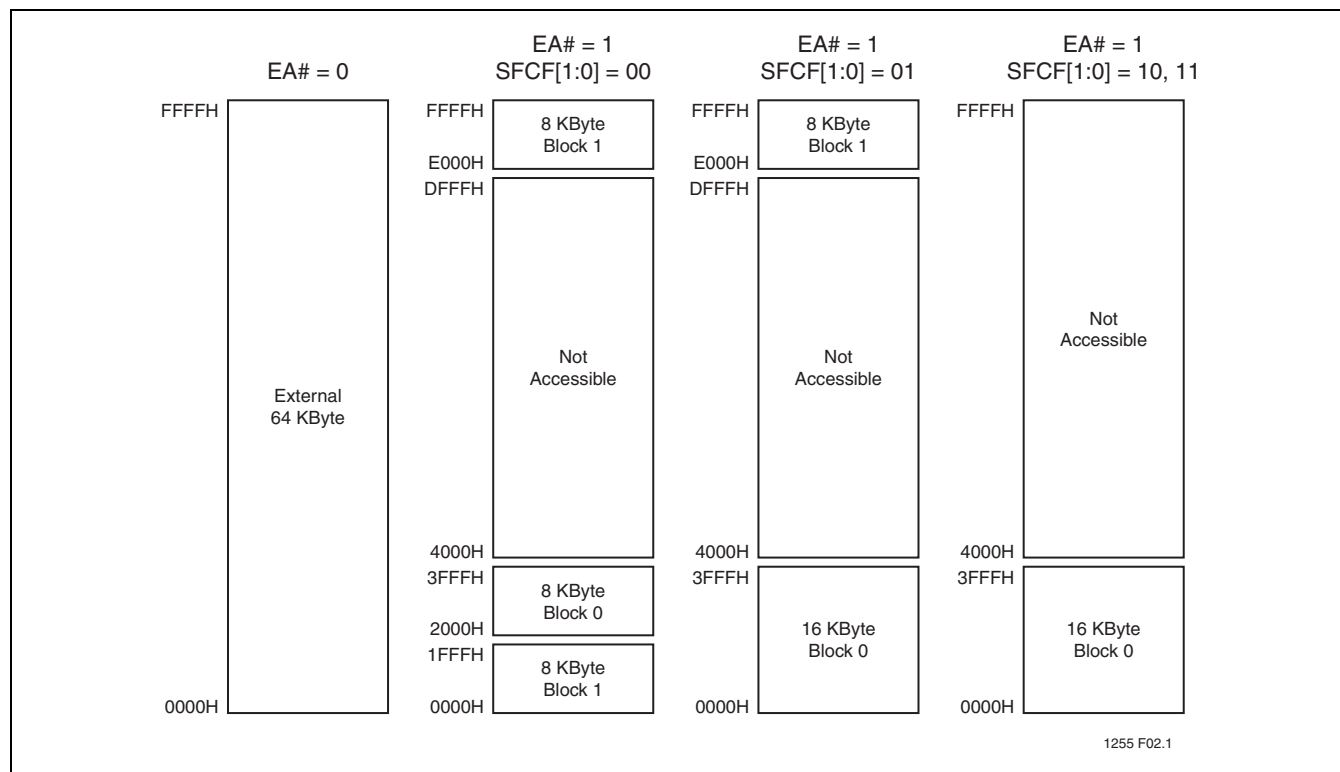 EA# = 0
FFFFH
External
64 KByte
0000H
EA# = 1
SFCF[1:0] = 00
FFFFH
8 KByte
Block 1
E000H
DFFFH
Not
Accessible
4000H
3FFFH
8 KByte
Block 0
2000H
1FFFH
8 KByte
Block 1
0000H
EA# = 1
SFCF[1:0] = 01
FFFFH
8 KByte
Block 1
E000H
DFFFH
Not
Accessible
4000H
3FFFH
16 KByte
Block 0
0000H
EA# = 1
SFCF[1:0] = 10, 11
FFFFH
Not
Accessible
4000H
3FFFH
16 KByte
Block 0
0000H
1255 F02.1